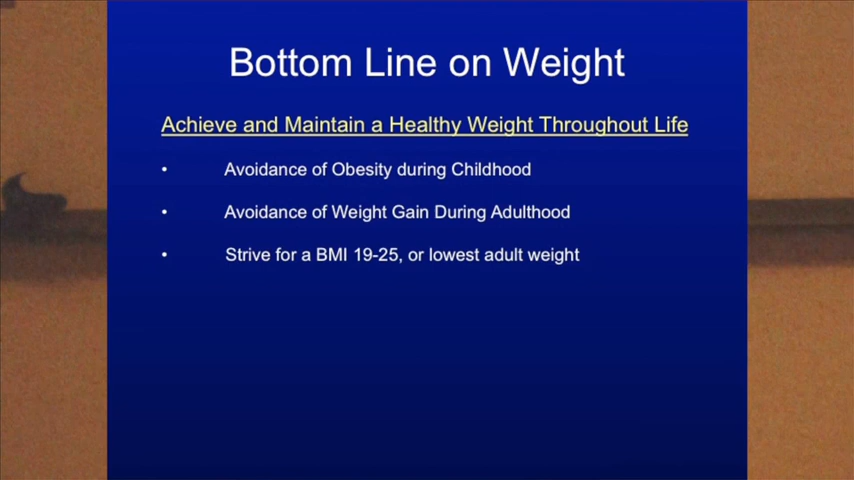 Bottom Line on Weight
Achieve and Maintain a Healthy Weight Throughout Life
• Avoidance of Obesity during Childhood
• Avoidance of Weight Gain During Adulthood
• Strive for a BMI 19-25, or lowest adult weight